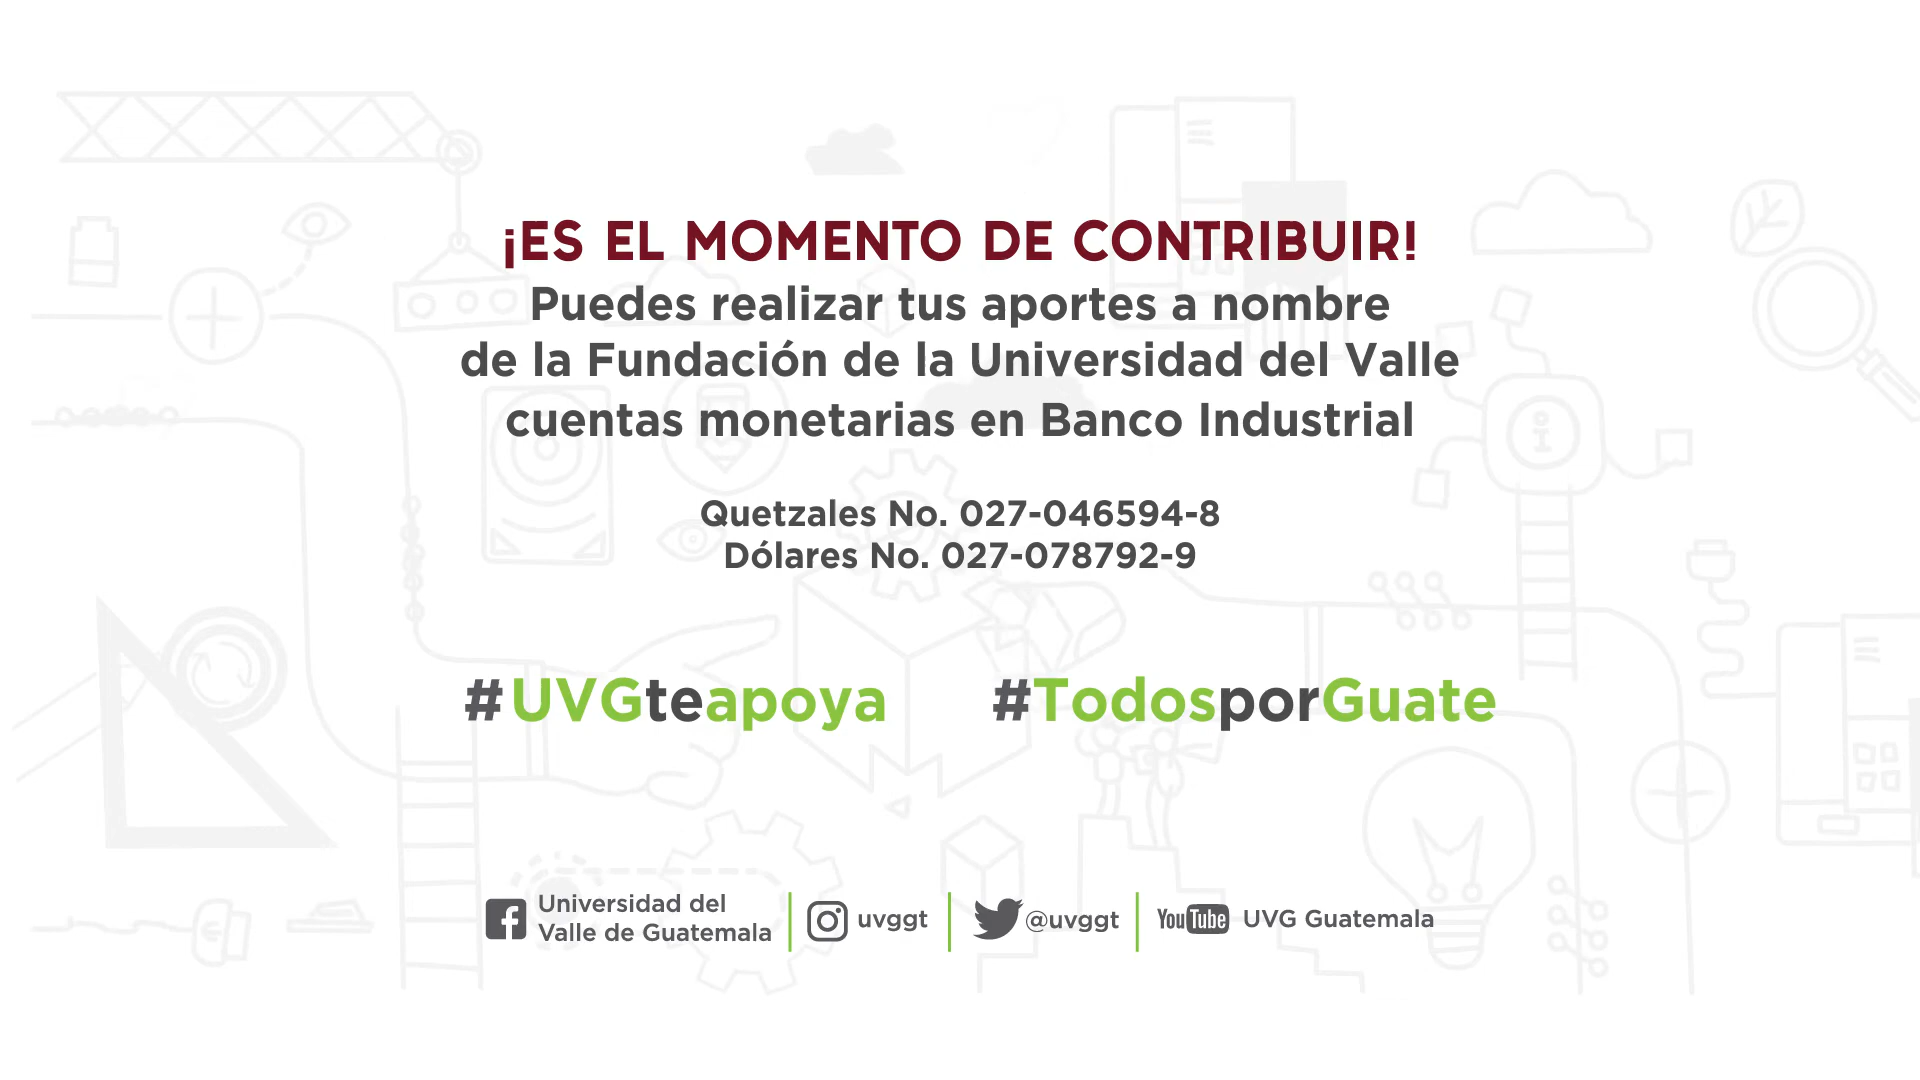 ¡ES EL MOMENTO DE CONTRIBUIR!
Puedes realizar tus aportes a nombre
de la Fundación de la Universidad del Valle
cuentas monetarias en Banco Industrial
Quetzales No. 027-046594-8
Dólares No. 027-078792-9
#UVGteapoya #TodosporGuate
Universidad del
Valle de Guatemala
uvggt
@uvggt
YouTube UVG Guatemala